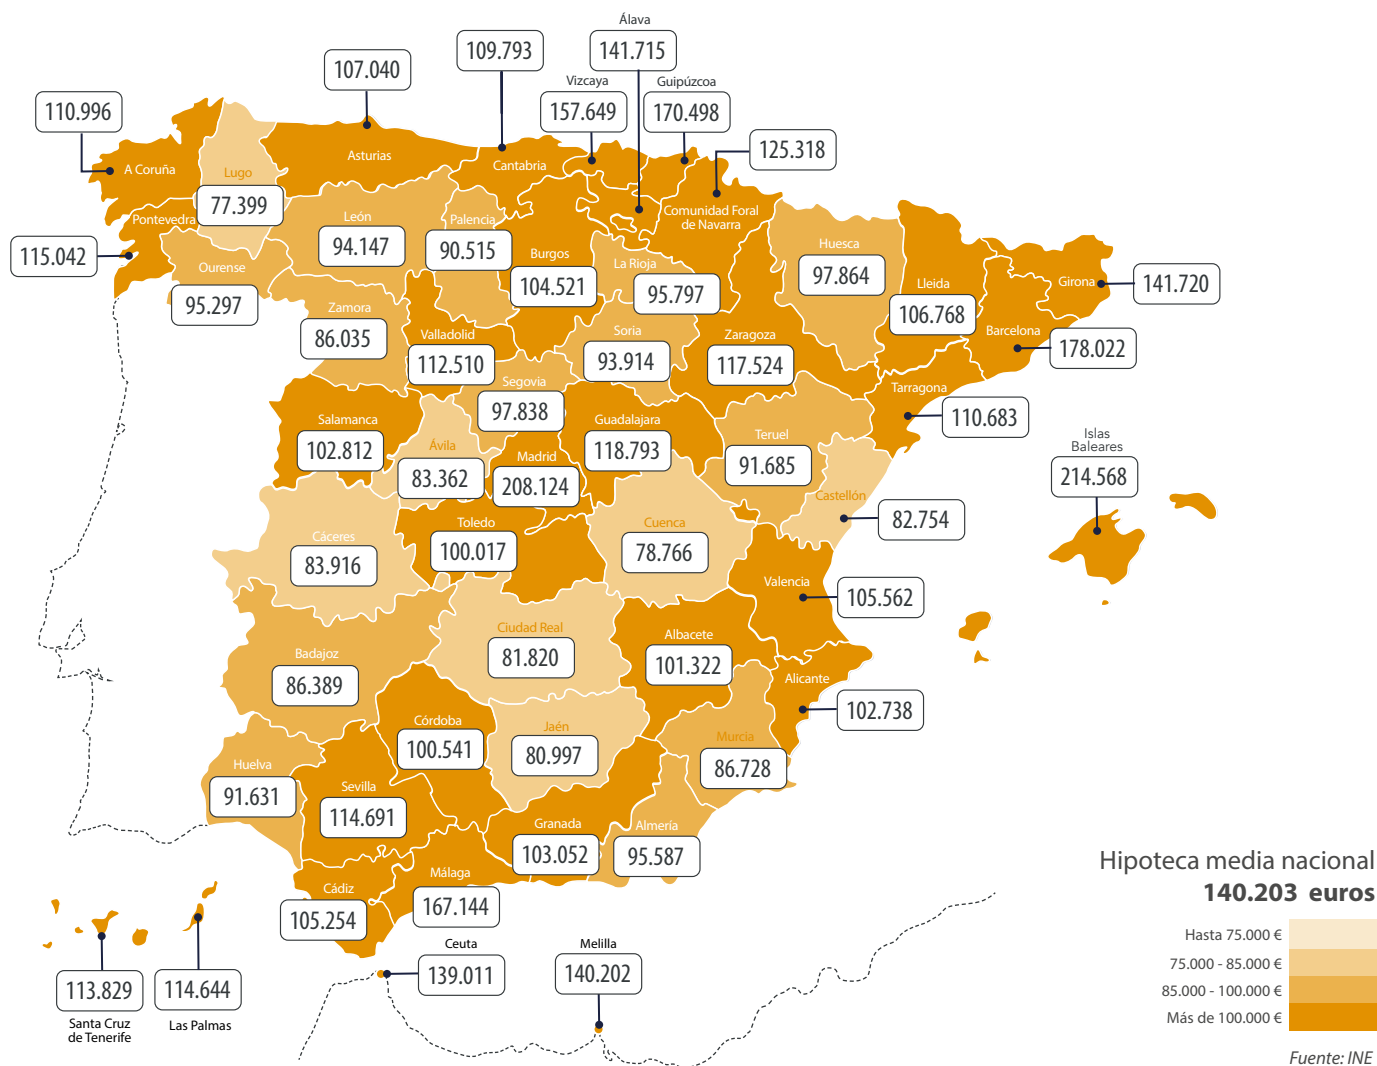 Álava
141.715
109.793
107.040
Vizcaya
157.649
Guipúzcoa
170.498
110.996
125.318
A Coruña
Lugo
77.399
Asturias
Cantabria
Pontevedra
115.042
León
94.147
Palencia
90.515
Burgos
104.521
Comunidad Foral
de Navarra
La Rioja
95.797
Huesca
97.864
Lleida
106.768
Girona
141.720
Ourense
95.297
Zamora
86.035
Valladolid
112.510
Soria
93.914
Zaragoza
117.524
Barcelona
178.022
Segovia
97.838
Tarragona
110.683
Salamanca
102.812
Ávila
83.362
Madrid
208.124
Guadalajara
118.793
Teruel
91.685
Castellón
82.754
Islas
Baleares
214.568
Cáceres
83.916
Toledo
100.017
Cuenca
78.766
Valencia
105.562
Ciudad Real
81.820
Albacete
101.322
Badajoz
86.389
Alicante
102.738
Córdoba
100.541
Jaén
80.997
Murcia
86.728
Huelva
91.631
Sevilla
114.691
Granada
103.052
Almería
95.587
Cádiz
105.254
Málaga
167.144
Ceuta
139.011
Melilla
140.202
113.829
Santa Cruz
de Tenerife
114.644
Las Palmas
Hipoteca media nacional
140.203 euros
Hasta 75.000 €
75.000 - 85.000 €
85.000 - 100.000 €
Más de 100.000 €
Fuente: INE